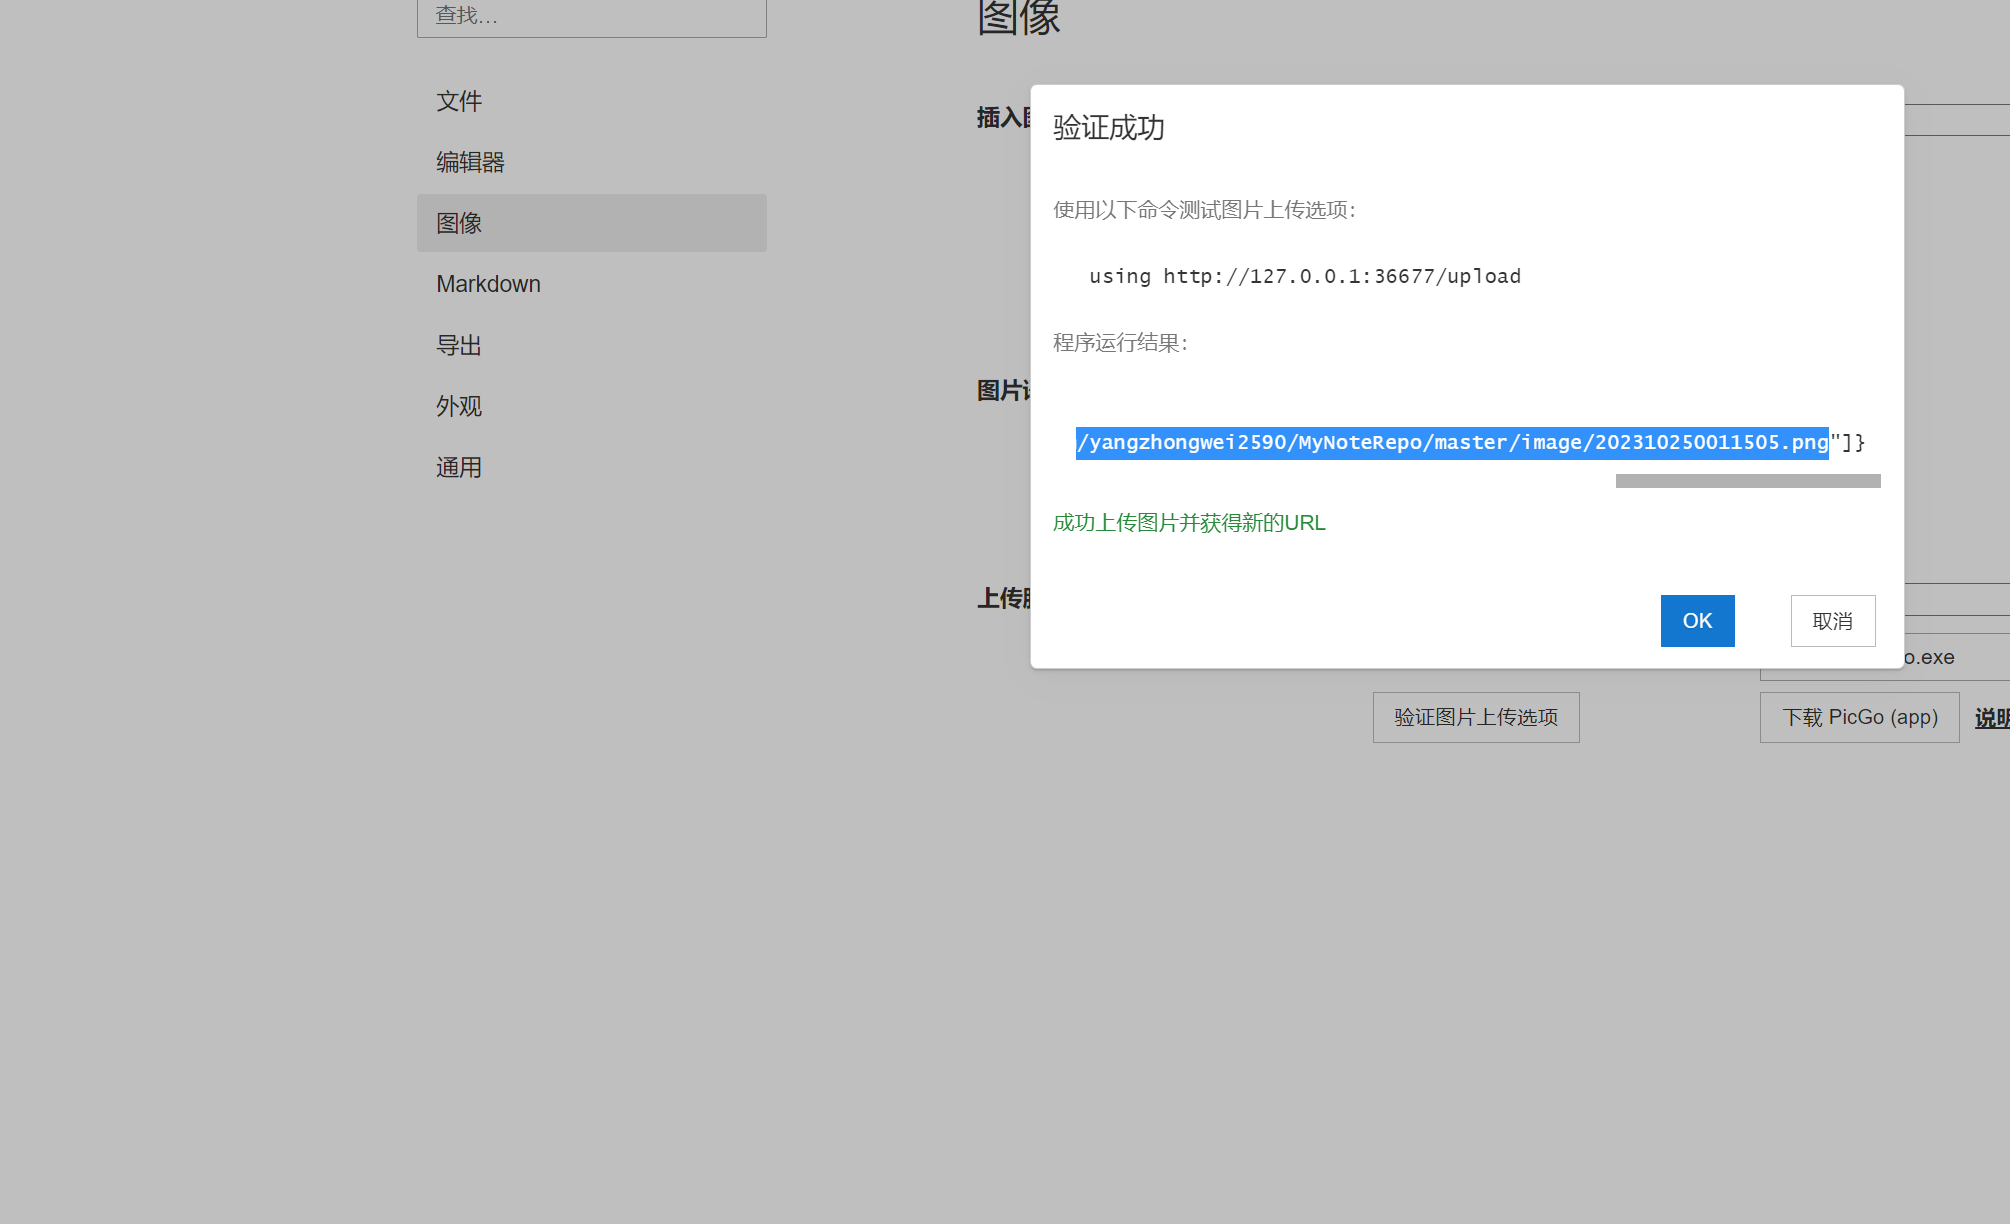 查找...
文件
编辑器
图像
Markdown
导出
外观
通用
图像
插入
图片
上传
验证成功
使用以下命令测试图片上传选项:
using http://127.0.0.1:36677/upload
程序运行结果:
/yangzhongwei2590/MyNoteRepo/master/image/202310250011505.png"]}
成功上传图片并获得新的URL
OK
取消
o.exe
验证图片上传选项
下载 PicGo (app)
说明